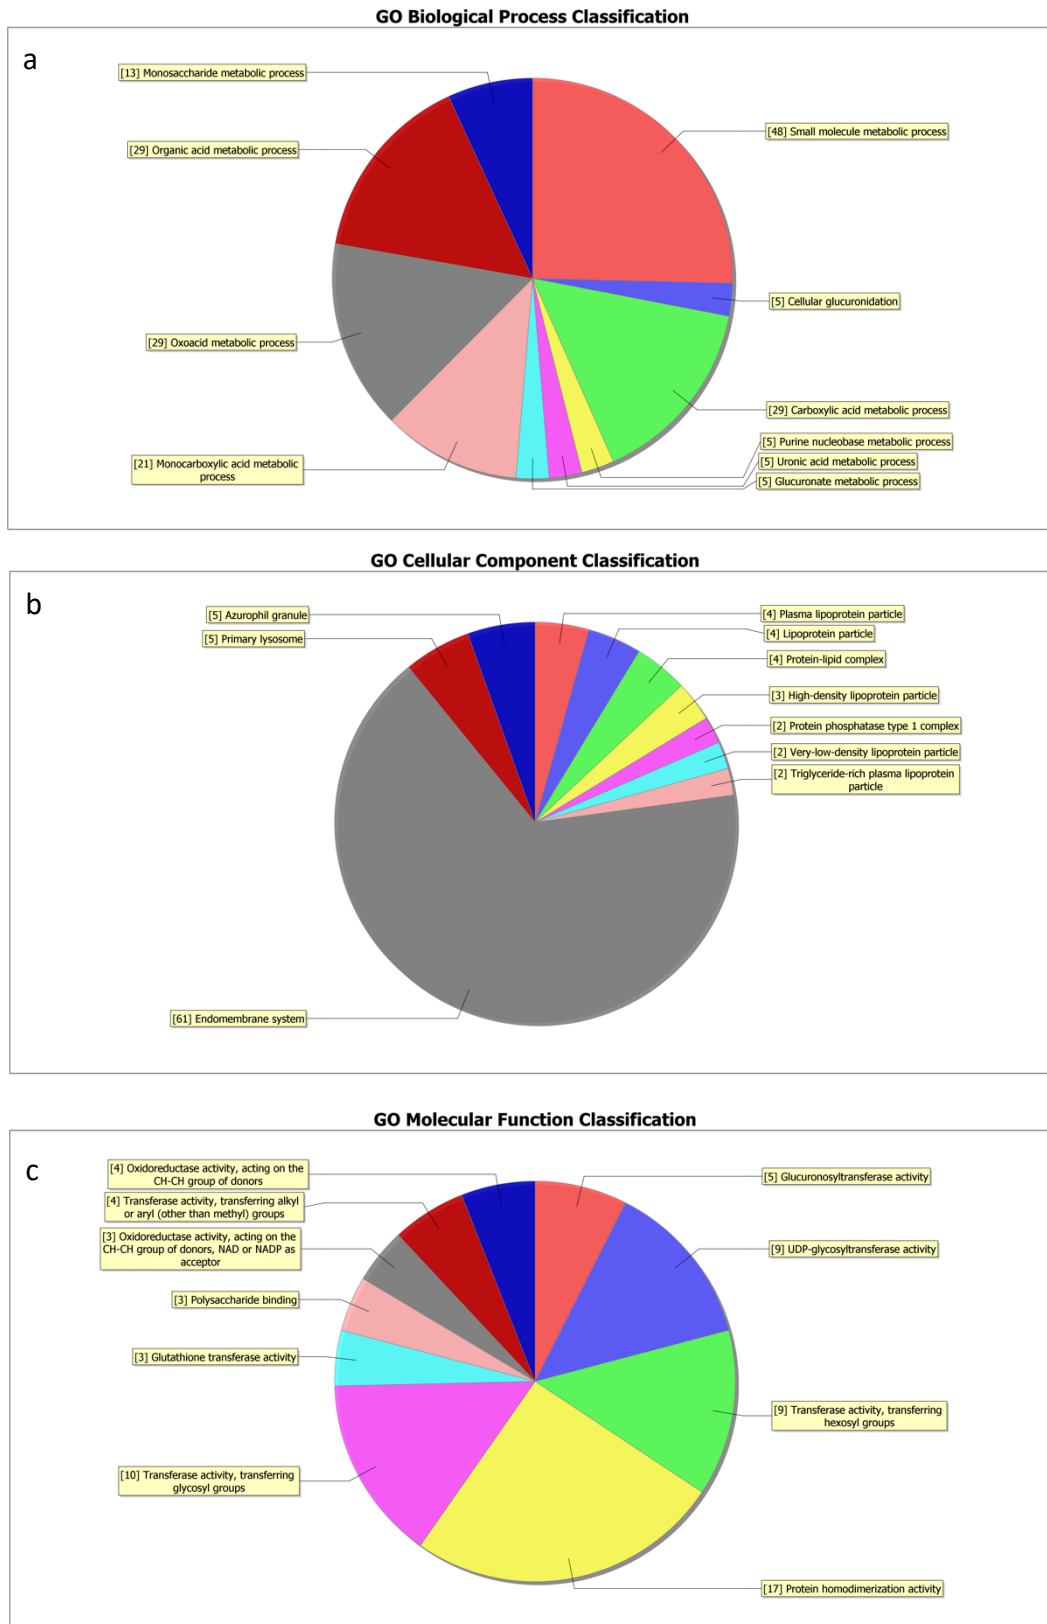 GO Biological Process Classification
a
[13] Monosaccharide metabolic process
[48] Small molecule metabolic process
[29] Organic acid metabolic process
[5] Cellular glucuronidation
[29] Oxoacid metabolic process
[29] Carboxylic acid metabolic process
[5] Purine nucleobase metabolic process
[5] Uronic acid metabolic process
[5] Glucuronate metabolic process
[21] Monocarboxylic acid metabolic
process
GO Cellular Component Classification
b
[5] Azurophil granule
[5] Primary lysosome
[4] Plasma lipoprotein particle
[4] Lipoprotein particle
[4] Protein-lipid complex
[3] High-density lipoprotein particle
[2] Protein phosphatase type 1 complex
[2] Very-low-density lipoprotein particle
[2] Triglyceride-rich plasma lipoprotein
particle
[61] Endomembrane system
GO Molecular Function Classification
c
[4] Oxidoreductase activity, acting on the
CH-CH group of donors
[4] Transferase activity, transferring alkyl
or aryl (other than methyl) groups
[3] Oxidoreductase activity, acting on the
CH-CH group of donors, NAD or NADP as
acceptor
[3] Polysaccharide binding
[3] Glutathione transferase activity
[10] Transferase activity, transferring
glycosyl groups
[5] Glucuronosyltransferase activity
[9] UDP-glycosyltransferase activity
[9] Transferase activity, transferring
hexosyl groups
[17] Protein homodimerization activity